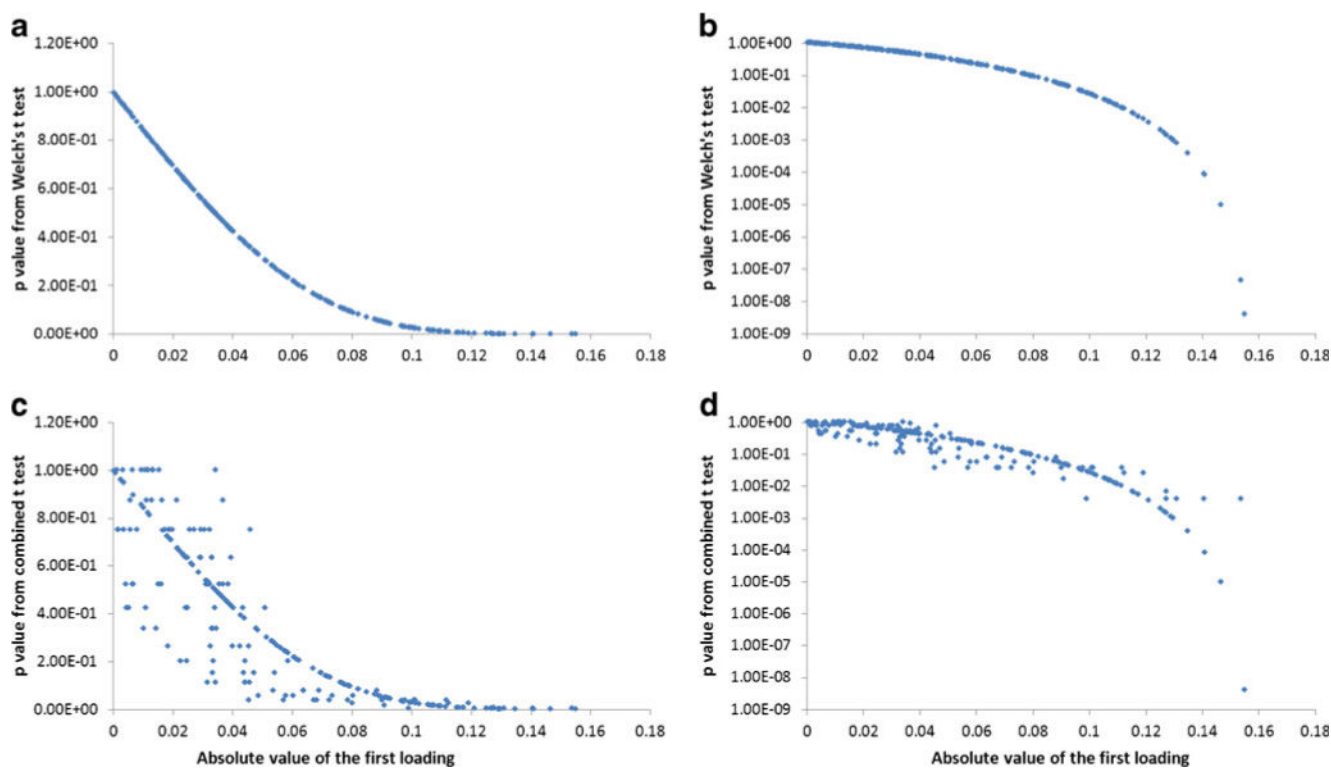 a
p value from Welch's t test
1.20E+00
1.00E+00
8.00E-01
6.00E-01
4.00E-01
2.00E-01
0.00E+00
0 0.02 0.04 0.06 0.08 0.1 0.12 0.14 0.16 0.18
b
p value from Welch's t test
1.00E+00
1.00E-01
1.00E-02
1.00E-03
1.00E-04
1.00E-05
1.00E-06
1.00E-07
1.00E-08
1.00E-09
0 0.02 0.04 0.06 0.08 0.1 0.12 0.14 0.16 0.18
c
p value from combined t test
1.20E+00
1.00E+00
8.00E-01
6.00E-01
4.00E-01
2.00E-01
0.00E+00
0 0.02 0.04 0.06 0.08 0.1 0.12 0.14 0.16 0.18
Absolute value of the first loading
d
p value from combined t test
1.00E+00
1.00E-01
1.00E-02
1.00E-03
1.00E-04
1.00E-05
1.00E-06
1.00E-07
1.00E-08
1.00E-09
0 0.02 0.04 0.06 0.08 0.1 0.12 0.14 0.16 0.18
Absolute value of the first loading